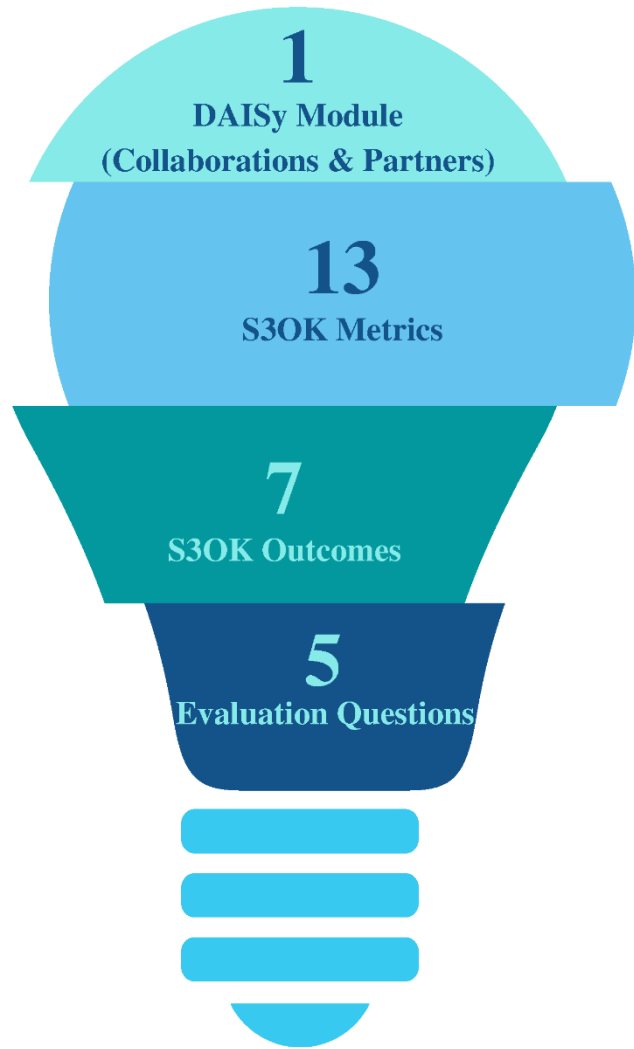 1
DAISy Module
(Collaborations & Partners)
13
S3OK Metrics
7
S3OK Outcomes
5
Evaluation Questions